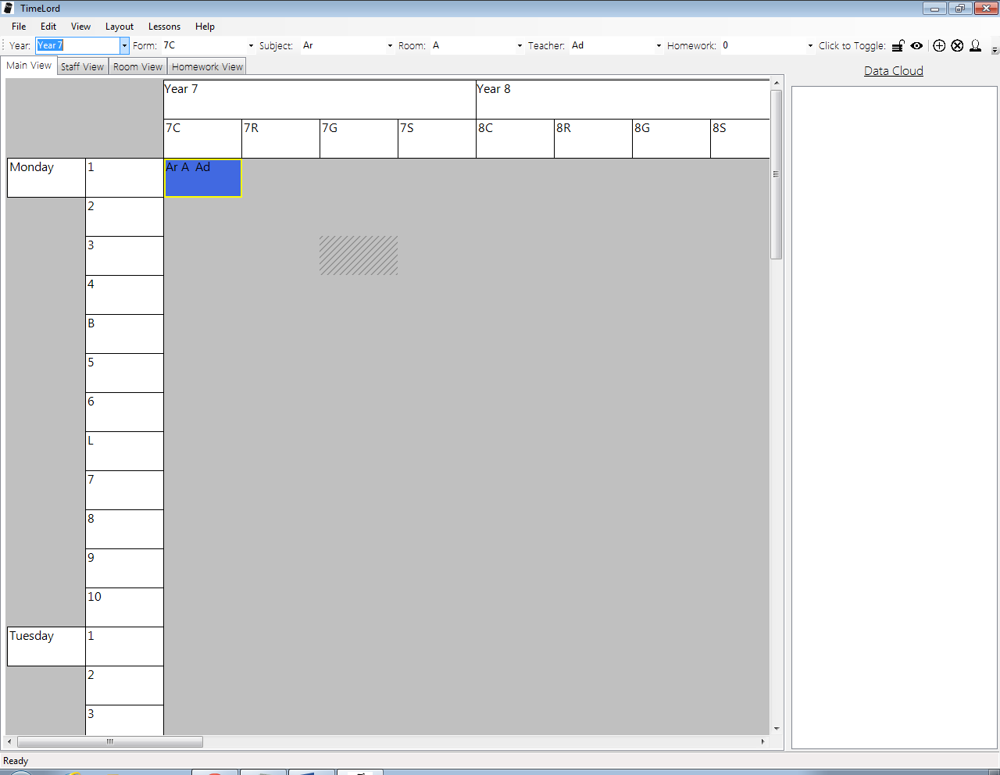 TimeLord
File Edit View Layout Lessons Help
Year: Year 7 Form: 7C Subject: Ar Room: A Teacher: Ad Homework: 0 Click to Toggle:
Main View Staff View Room View Homework View
Data Cloud
Year 7 Year 8
7C 7R 7G 7S 8C 8R 8G 8S
Monday 1 Ar A Ad
2
3
4
B
5
6
L
7
8
9
10
Tuesday 1
2
3
Ready